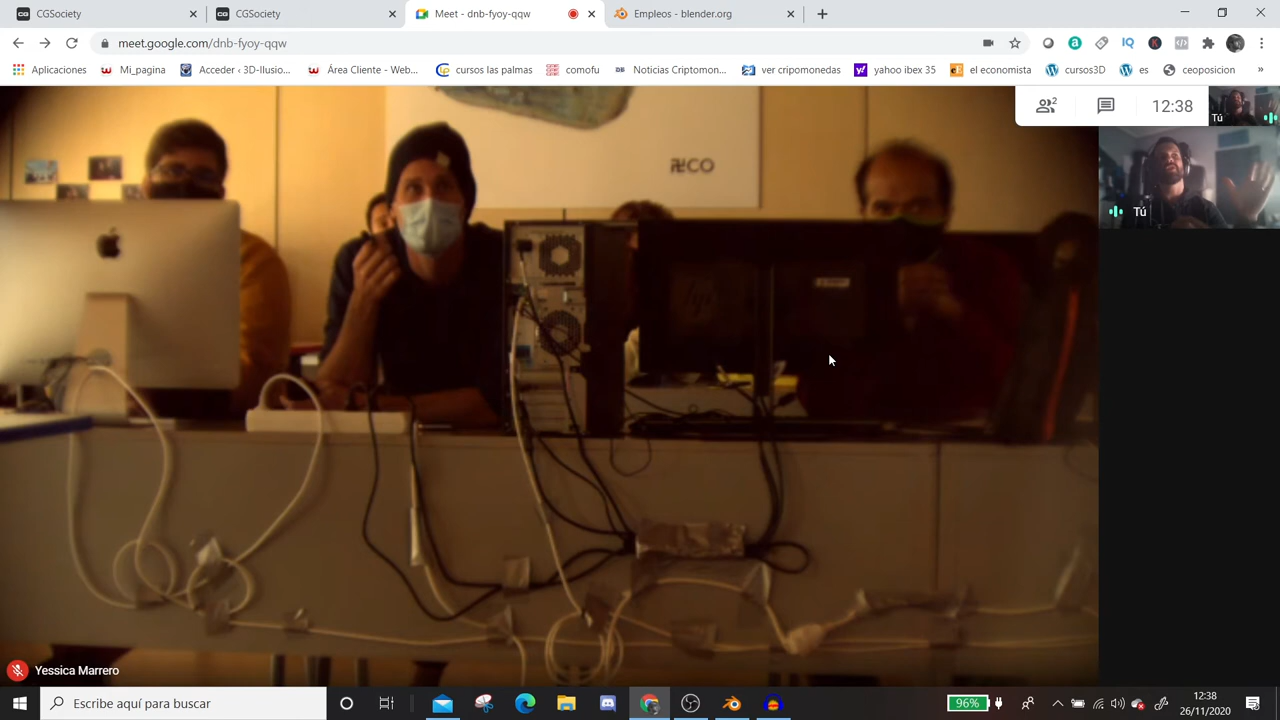 CGSociety
CGSociety
Meet - dnb-fyoy-qqw
Empleos - blender.org
meet.google.com/dnb-fyoy-qqw
Aplicaciones
Mi_pagina
Acceder ‹ 3D-Ilusio...
Área Cliente - Web...
cursos las palmas
comofu
Noticias Criptomon...
ver cripomonedas
yahoo ibex 35
el economista
cursos3D
es
ceoposicion
2
12:38
Tú
Tú
Yessica Marrero
Escribe aquí para buscar
96%
12:38
26/11/2020